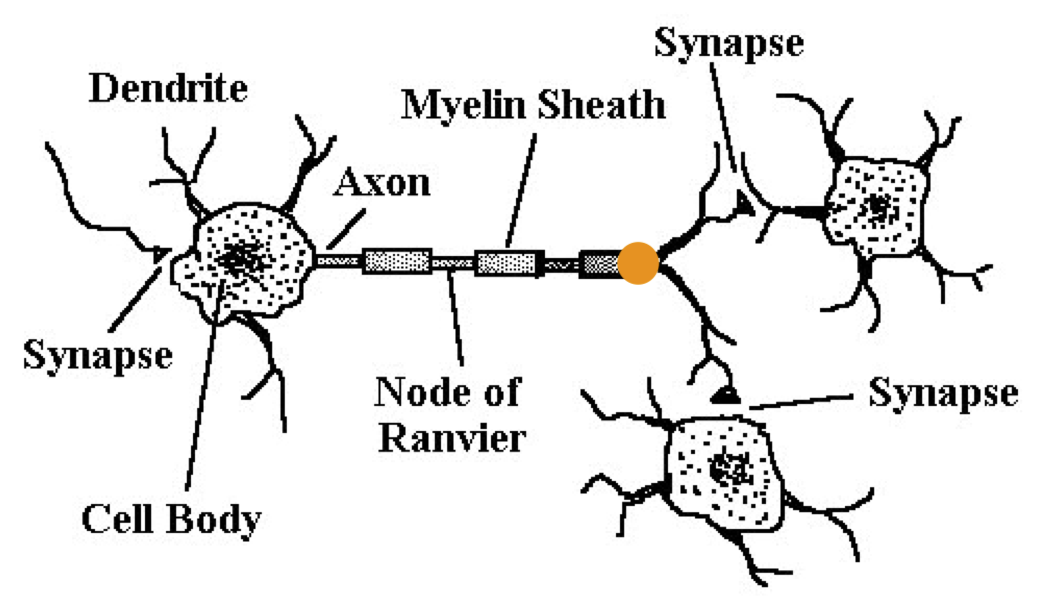 Synapse
Dendrite
Myelin Sheath
Axon
Synapse
Node of
Ranvier
Synapse
Cell Body